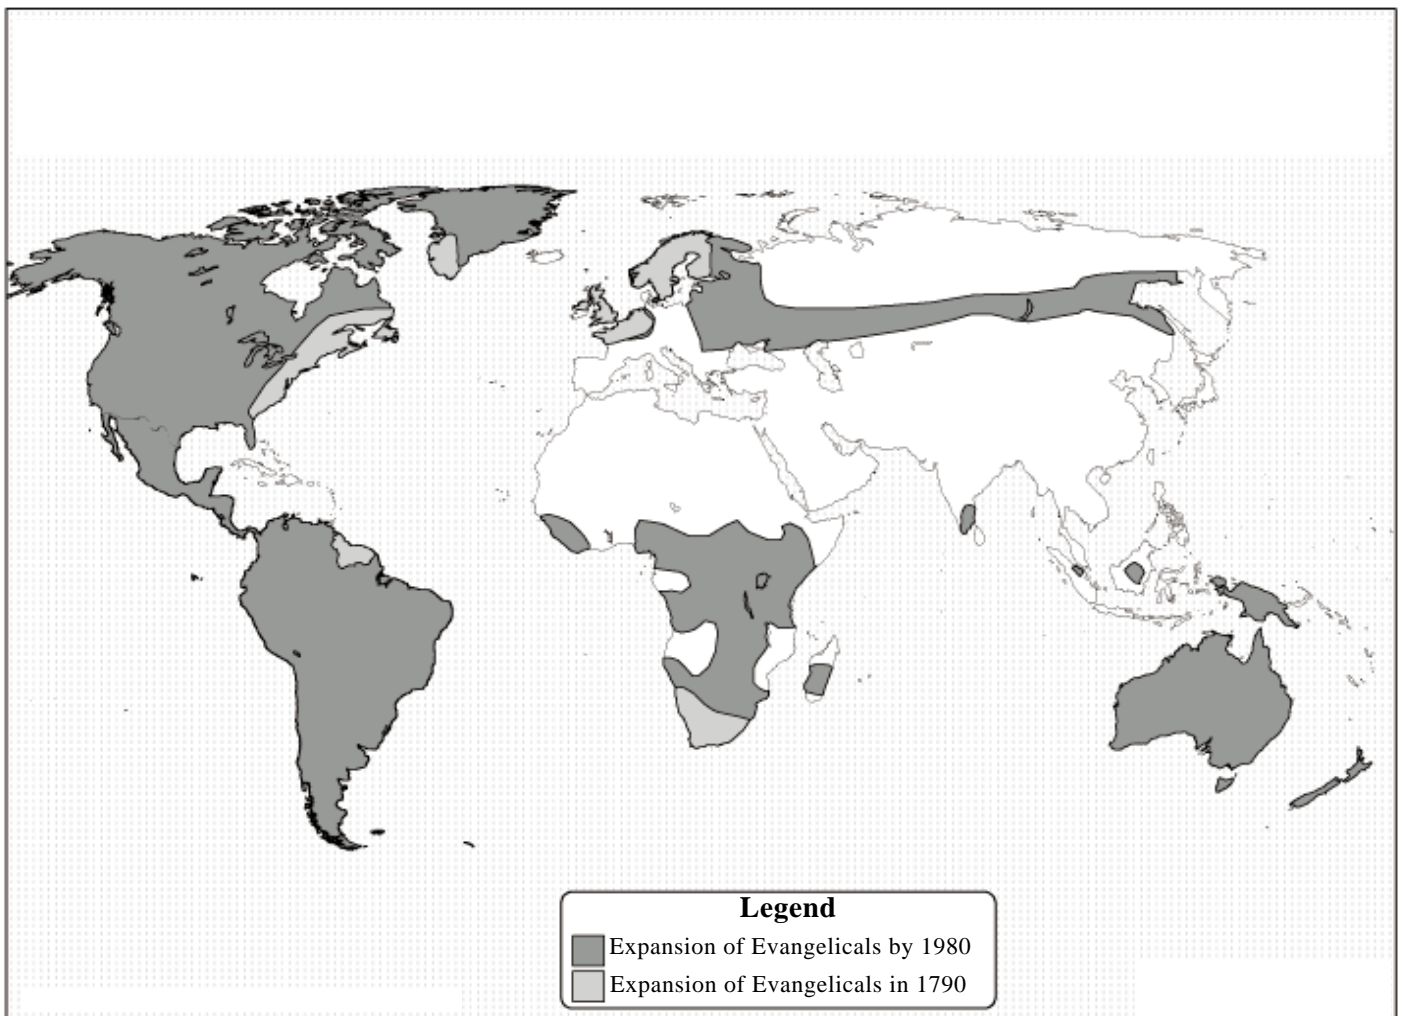 Legend
Expansion of Evangelicals by 1980
Expansion of Evangelicals in 1790